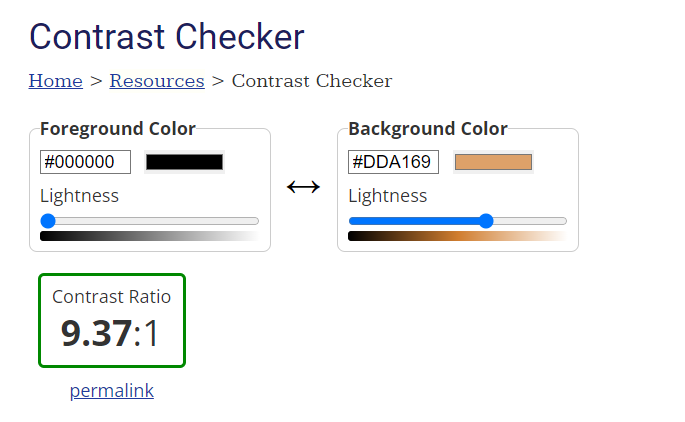 Contrast Checker
Home > Resources > Contrast Checker
Foreground Color
#000000
Lightness
Background Color
#DDA169
Lightness
Contrast Ratio
9.37:1
permalink